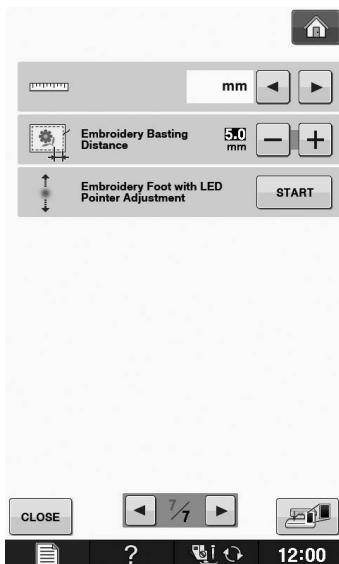 mm
Embroidery Basting
Distance
5.0
mm
− +
Embroidery Foot with LED
Pointer Adjustment
START
7/7
CLOSE
?
12:00